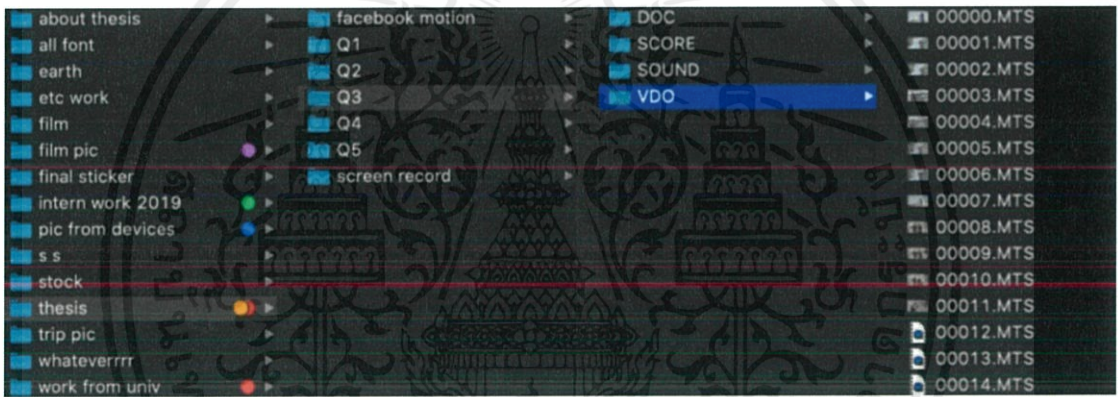 about thesis
all font
earth
etc work
film
film pic
final sticker
intern work 2019
pic from devices
s s
stock
thesis
trip pic
whateverrrr
work from univ
facebook motion
Q1
Q2
Q3
Q4
Q5
screen record
DOC
SCORE
SOUND
VDO
00000.MTS
00001.MTS
00002.MTS
00003.MTS
00004.MTS
00005.MTS
00006.MTS
00007.MTS
00008.MTS
00009.MTS
00010.MTS
00011.MTS
00012.MTS
00013.MTS
00014.MTS